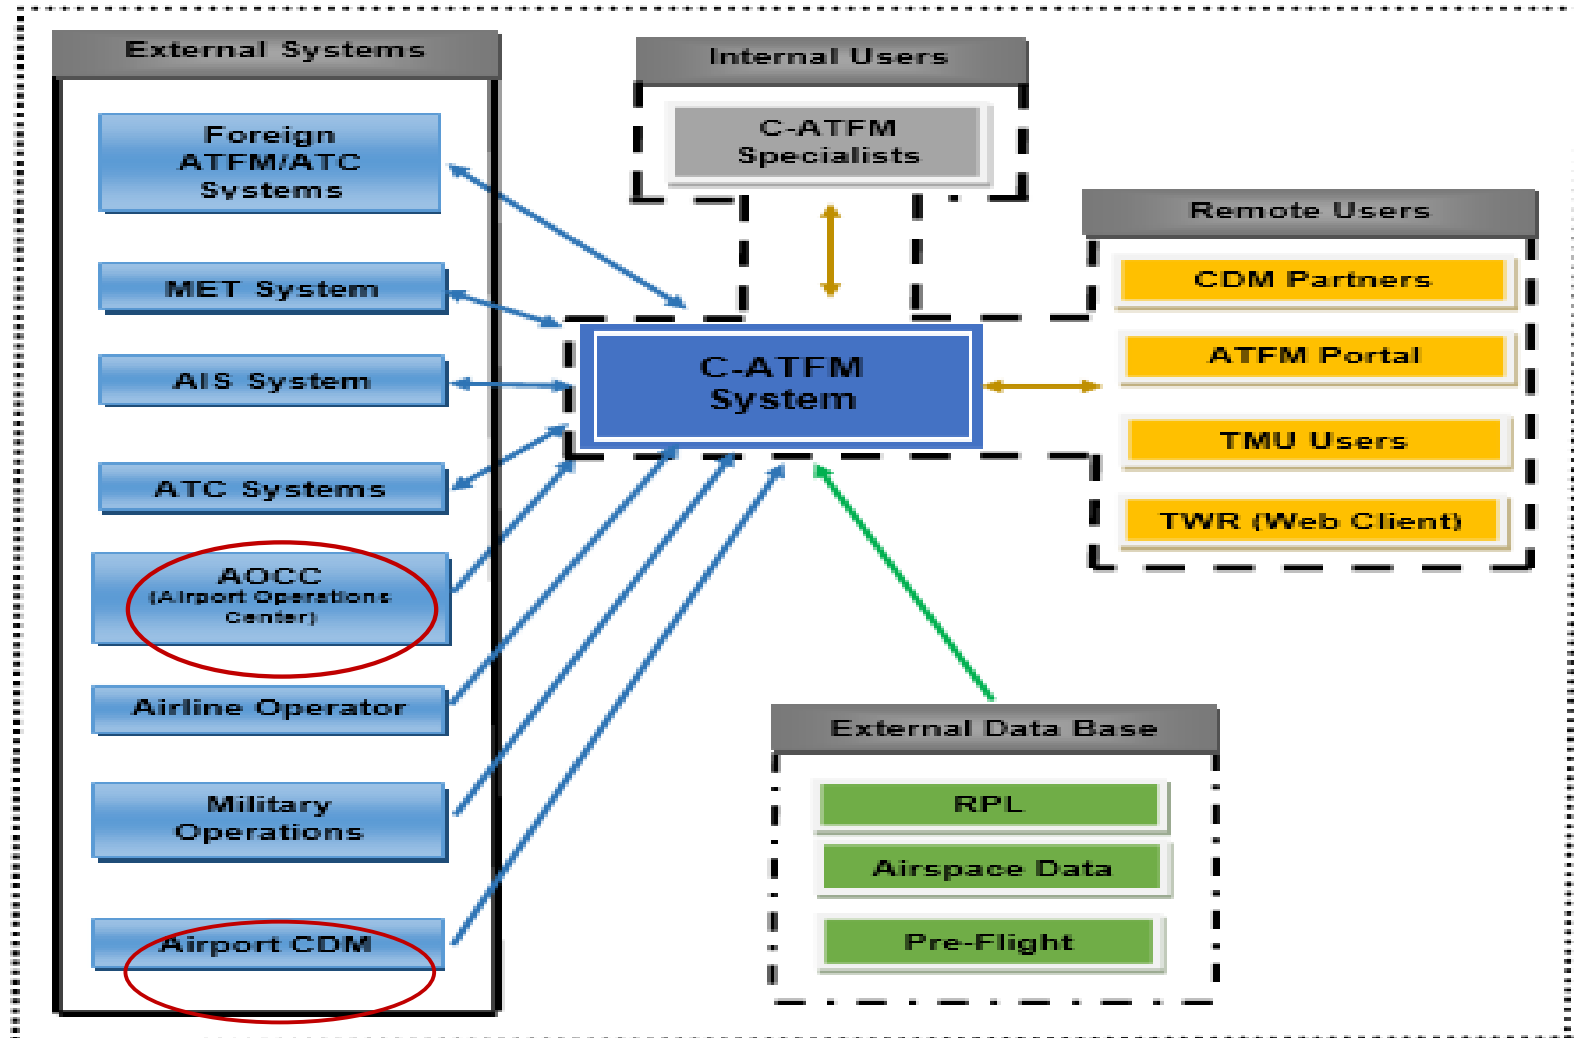 External Systems
Foreign
ATFM/ATC
Systems
MET System
AIS System
ATC Systems
AOCC
(Airport Operations
Center)
Airline Operator
Military
Operations
Airport CDM
Internal Users
C-ATFM
Specialists
C-ATFM
System
Remote Users
CDM Partners
ATFM Portal
TMU Users
TWR (Web Client)
External Data Base
RPL
Airspace Data
Pre-Flight